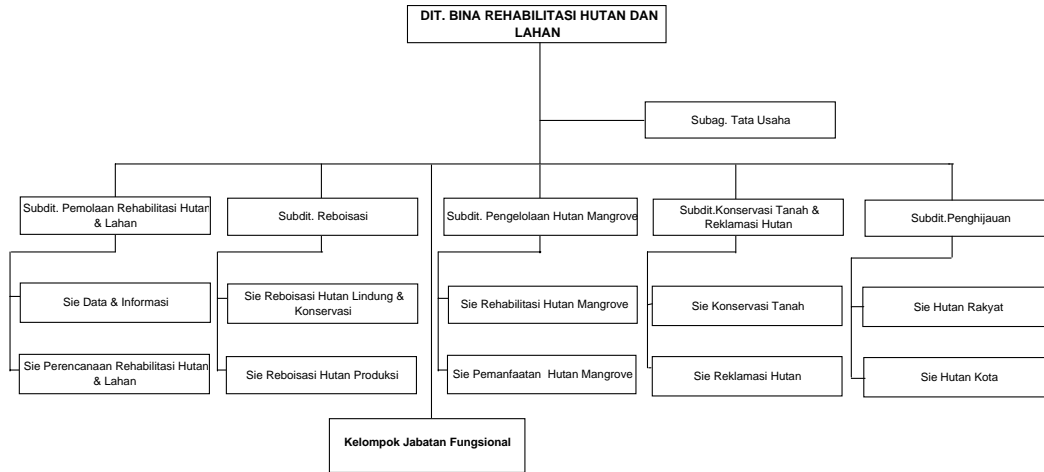 DIT. BINA REHABILITASI HUTAN DAN
LAHAN
Subag. Tata Usaha
Subdit. Pemolaan Rehabilitasi Hutan
& Lahan
Subdit. Reboisasi
Subdit. Pengelolaan Hutan Mangrove
Subdit.Konservasi Tanah &
Reklamasi Hutan
Subdit.Penghijauan
Sie Data & Informasi
Sie Reboisasi Hutan Lindung &
Konservasi
Sie Rehabilitasi Hutan Mangrove
Sie Konservasi Tanah
Sie Hutan Rakyat
Sie Perencanaan Rehabilitasi Hutan
& Lahan
Sie Reboisasi Hutan Produksi
Sie Pemanfaatan Hutan Mangrove
Sie Reklamasi Hutan
Sie Hutan Kota
Kelompok Jabatan Fungsional